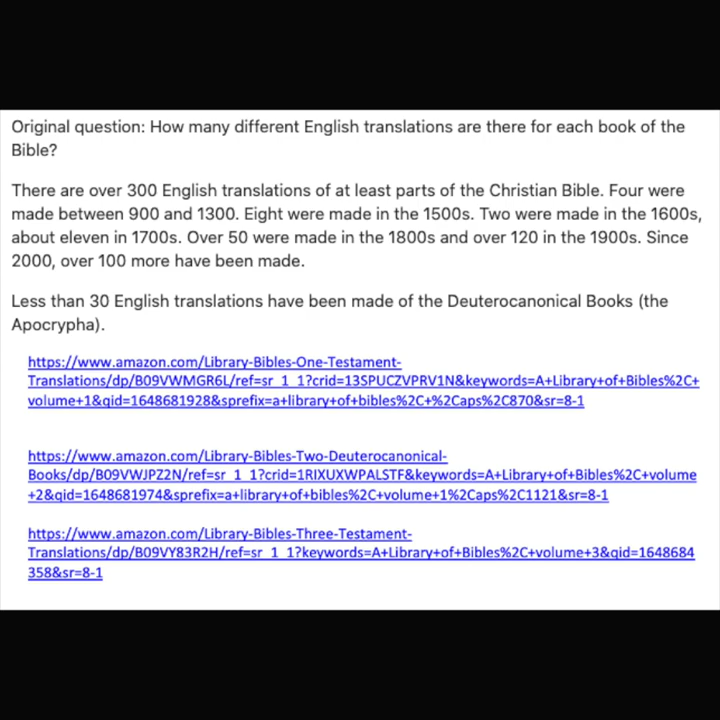 Original question: How many different English translations are there for each book of the
Bible?
There are over 300 English translations of at least parts of the Christian Bible. Four were
made between 900 and 1300. Eight were made in the 1500s. Two were made in the 1600s,
about eleven in 1700s. Over 50 were made in the 1800s and over 120 in the 1900s. Since
2000, over 100 more have been made.
Less than 30 English translations have been made of the Deuterocanonical Books (the
Apocrypha).
https://www.amazon.com/Library-Bibles-One-Testament-
Translations/dp/B09VWMGR6L/ref=sr_1_1?crid=13SPUCZVPRV1N&keywords=A+Library+of+Bibles%2C+
volume+1&qid=1648681928&sprefix=a+library+of+bibles%2C+%2Caps%2C870&sr=8-1
https://www.amazon.com/Library-Bibles-Two-Deuterocanonical-
Books/dp/B09VWJPZ2N/ref=sr_1_1?crid=1RIXUXWPALSTF&keywords=A+Library+of+Bibles%2C+volume
+2&qid=1648681974&sprefix=a+library+of+bibles%2C+volume+1%2Caps%2C1121&sr=8-1
https://www.amazon.com/Library-Bibles-Three-Testament-
Translations/dp/B09VY83R2H/ref=sr_1_1?keywords=A+Library+of+Bibles%2C+volume+3&qid=1648684
358&sr=8-1